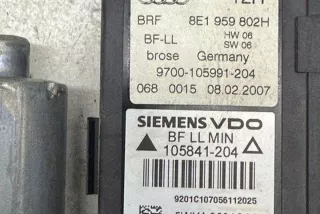 BRF 8E1 959 802H
BF-LL HW 06
SW 06
brose Germany
9700-105991-204
068 0015 08.02.2007
SIEMENS VDO
BF LL MIN
105841-204
9201C107056112025